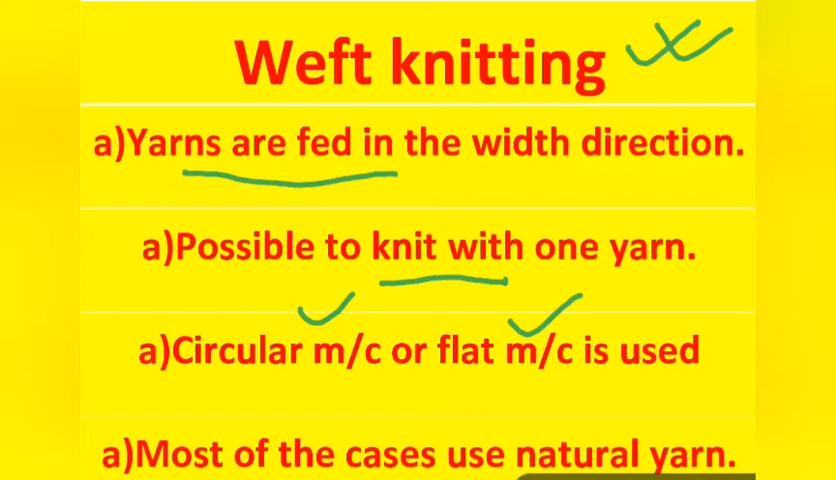 Weft knitting
a)Yarns are fed in the width direction.
a)Possible to knit with one yarn.
a)Circular m/c or flat m/c is used
a)Most of the cases use natural yarn.